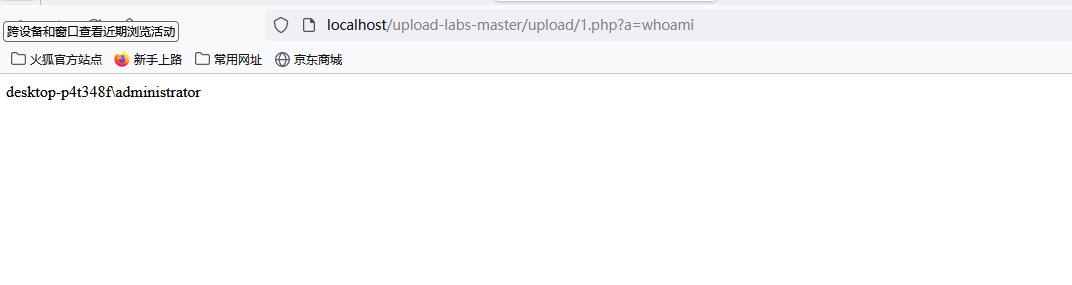 localhost/upload-labs-master/upload/1.php?a=whoami
跨设备和窗口查看近期浏览活动
火狐官方站点 新手上路 常用网址 京东商城
desktop-p4t348f\administrator